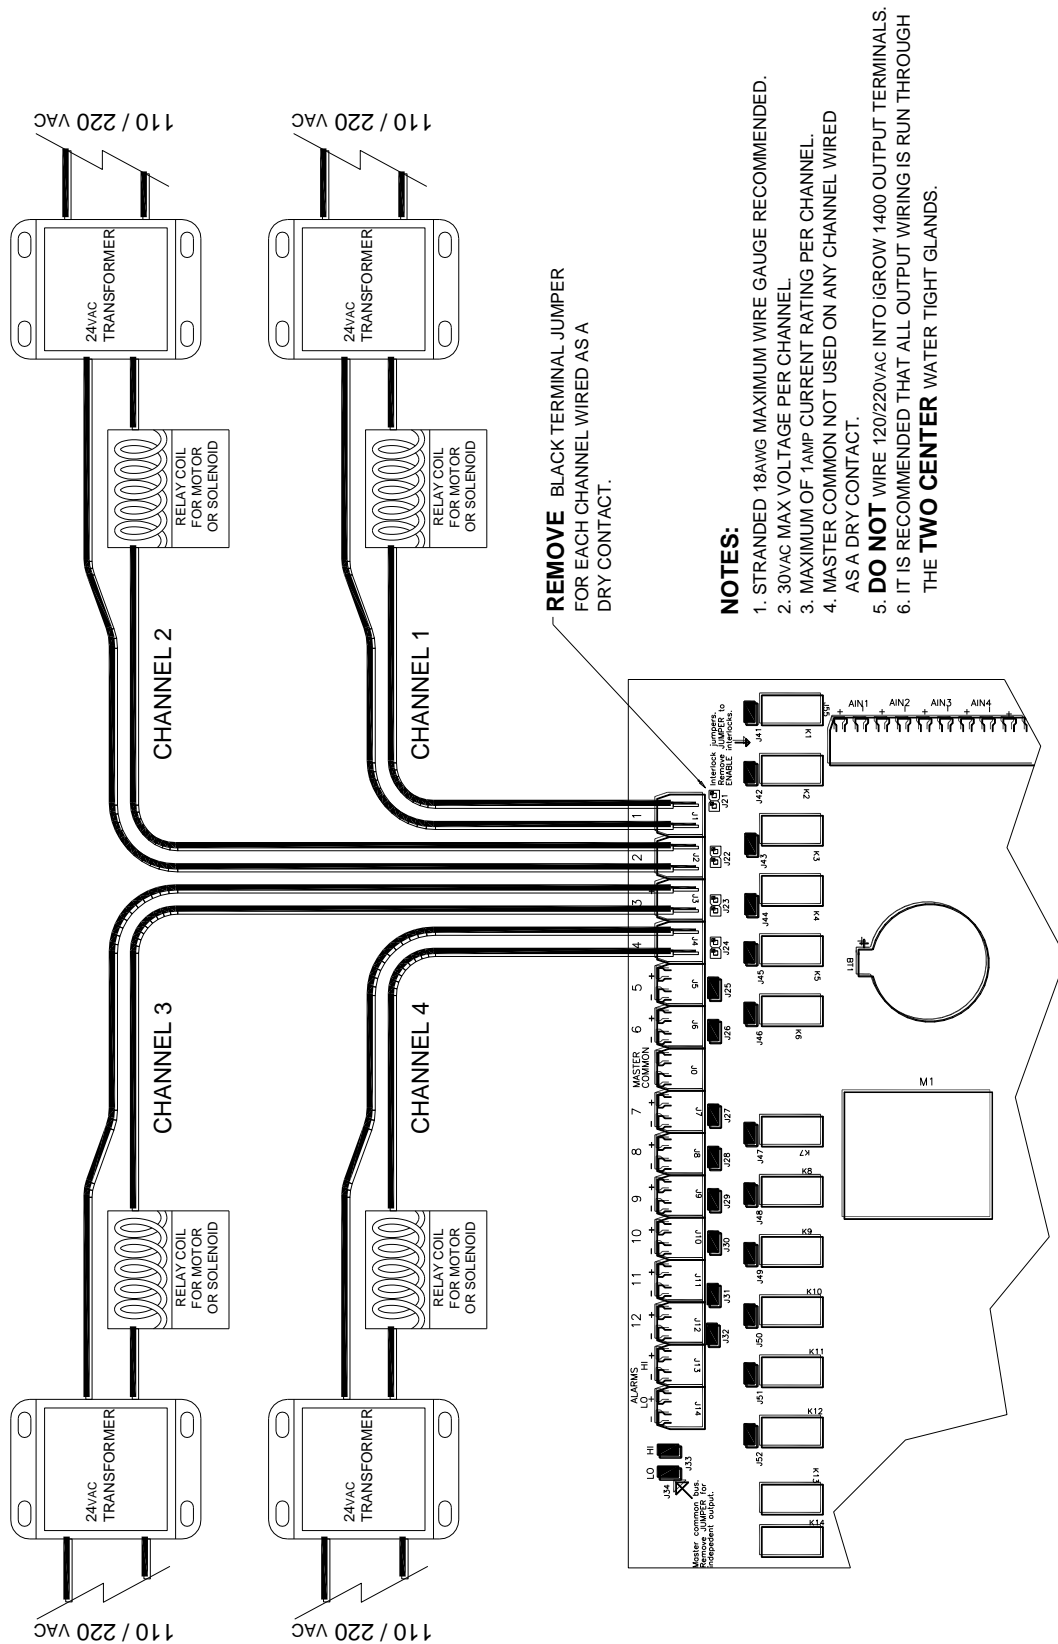 110 / 220 VAC
24VAC
TRANSFORMER
RELAY COIL
FOR MOTOR
OR SOLENOID
CHANNEL 3
CHANNEL 2
RELAY COIL
FOR MOTOR
OR SOLENOID
24VAC
TRANSFORMER
110 / 220 VAC
110 / 220 VAC
24VAC
TRANSFORMER
RELAY COIL
FOR MOTOR
OR SOLENOID
CHANNEL 4
CHANNEL 1
RELAY COIL
FOR MOTOR
OR SOLENOID
24VAC
TRANSFORMER
110 / 220 VAC
REMOVE BLACK TERMINAL JUMPER
FOR EACH CHANNEL WIRED AS A
DRY CONTACT.
ALARMS
LO HI 12 11 10 9 8 7 MASTER COMMON 6 5 4 3 2 1
J14 J13 J12 J11 J10 J9 J8 J7 J0 J6 J5 J4 J3 J2 J1
LO HI
J34 J33
Master common bus.
Remove JUMPER for
indepedent output.
J32 J31 J30 J29 J28 J27 J26 J25 J24 J23 J22 J21
Interlock jumpers.
Remove JUMPER to
ENABLE interlocks.
J52 J51 J50 J49 J48 J47 J46 J45 J44 J43 J42 J41
K14 K13 K12 K11 K10 K9 K8 K7 K6 K5 K4 K3 K2 K1
J55
M1
BT1
AIN4 AIN3 AIN2 AIN1
NOTES:
1. STRANDED 18AWG MAXIMUM WIRE GAUGE RECOMMENDED.
2. 30VAC MAX VOLTAGE PER CHANNEL.
3. MAXIMUM OF 1AMP CURRENT RATING PER CHANNEL.
4. MASTER COMMON NOT USED ON ANY CHANNEL WIRED
AS A DRY CONTACT.
5. DO NOT WIRE 120/220VAC INTO iGROW 1400 OUTPUT TERMINALS.
6. IT IS RECOMMENDED THAT ALL OUTPUT WIRING IS RUN THROUGH
THE TWO CENTER WATER TIGHT GLANDS.